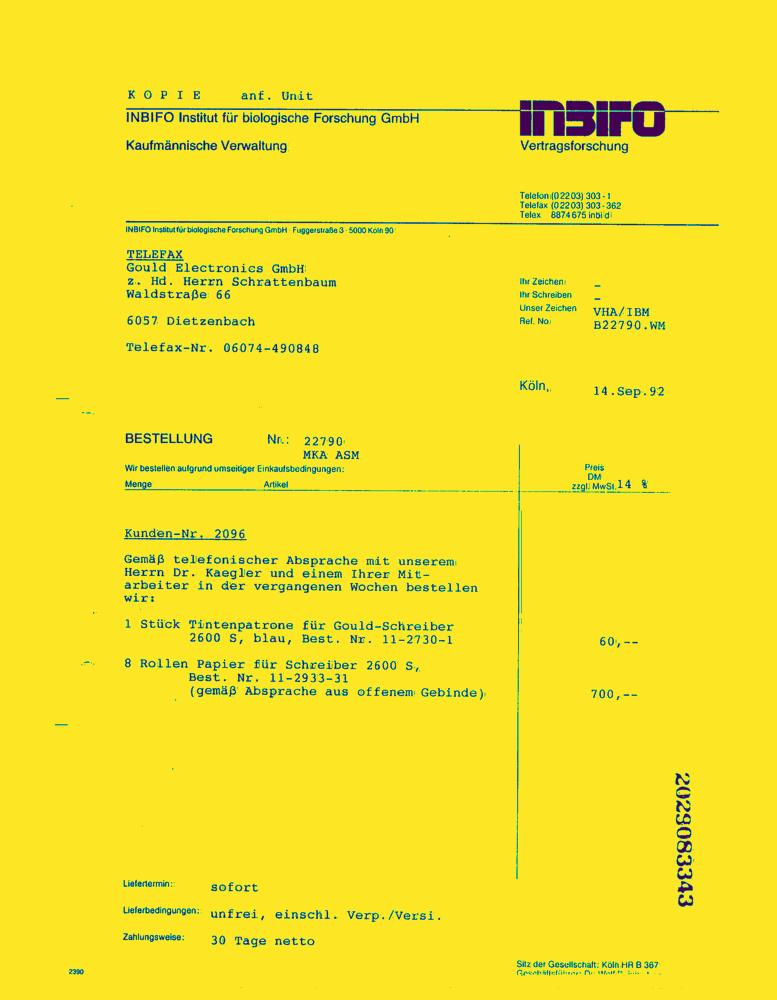 K O P I E anf. Unit
INBIFO Institut für biologische Forschung GmbH
INBIFO
Kaufmännische Verwaltung
Vertragsforschung
Telefon (02203) 303-1
Telefax (02203) 303-362
Telex 8874675 inbi d
INBIFO Institut für biologische Forschung GmbH · Fuggerstraße 3 · 5000 Köln 90
TELEFAX
Gould Electronics GmbH
z. Hd. Herrn Schrattenbaum
Waldstraße 66
6057 Dietzenbach
Telefax-Nr. 06074-490848
Ihr Zeichen: –
Ihr Schreiben –
Unser Zeichen VHA/IBM
Ref. No: B22790.WM
Köln, 14.Sep.92
BESTELLUNG Nr.: 22790
MKA ASM
Wir bestellen aufgrund umseitiger Einkaufsbedingungen:
Menge Artikel
Preis
DM
zzgl. MwSt. 14 %
Kunden-Nr. 2096
Gemäß telefonischer Absprache mit unserem
Herrn Dr. Kaegler und einem Ihrer Mit-
arbeiter in der vergangenen Wochen bestellen
wir:
1 Stück Tintenpatrone für Gould-Schreiber
2600 S, blau, Best. Nr. 11-2730-1 60,--
8 Rollen Papier für Schreiber 2600 S,
Best. Nr. 11-2933-31
(gemäß Absprache aus offenem Gebinde) 700,--
2029083343
Liefertermin: sofort
Lieferbedingungen: unfrei, einschl. Verp./Versi.
Zahlungsweise: 30 Tage netto
Sitz der Gesellschaft: Köln HR B 367
Geschäftsführer: Dr.
2390